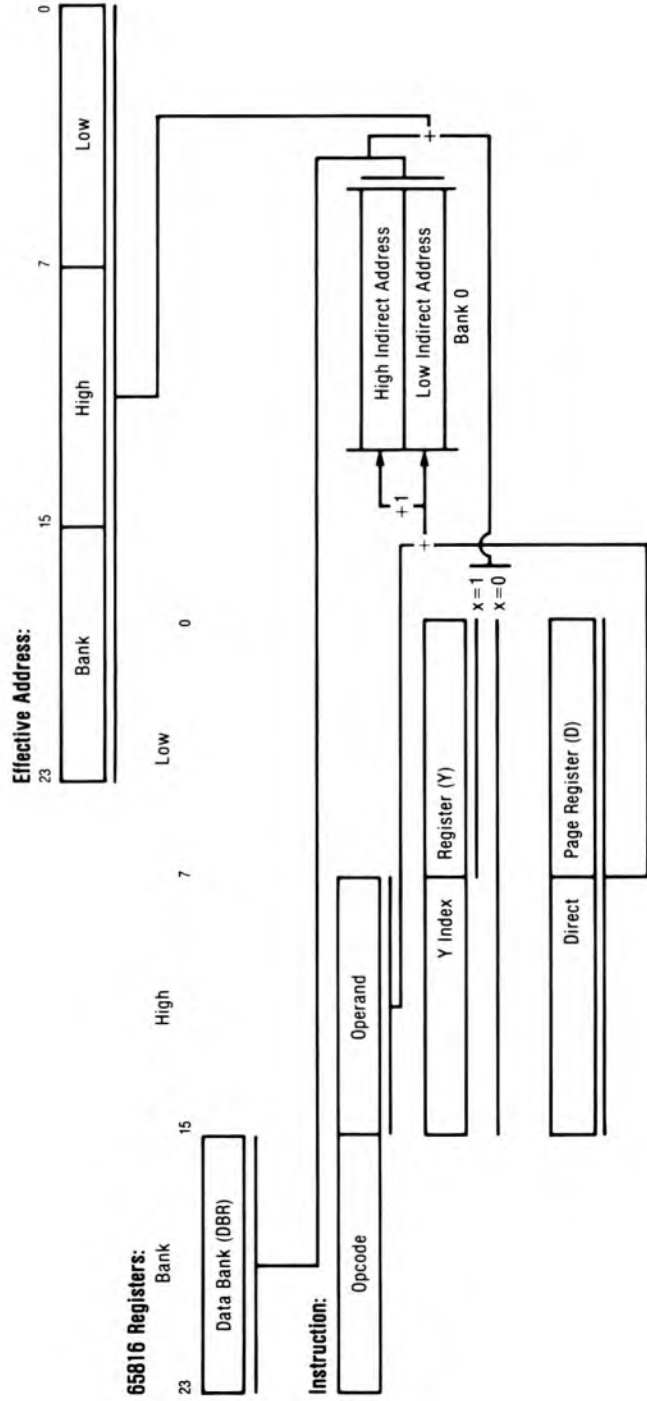 Effective Address:
23 15 7 0
Bank High Low
65816 Registers:
Bank High Low
23 15 7 0
Data Bank (DBR)
Instruction:
Opcode Operand
Y Index Register (Y)
x=1
x=0
Direct Page Register (D)
+
+1
High Indirect Address
Low Indirect Address
Bank 0
+